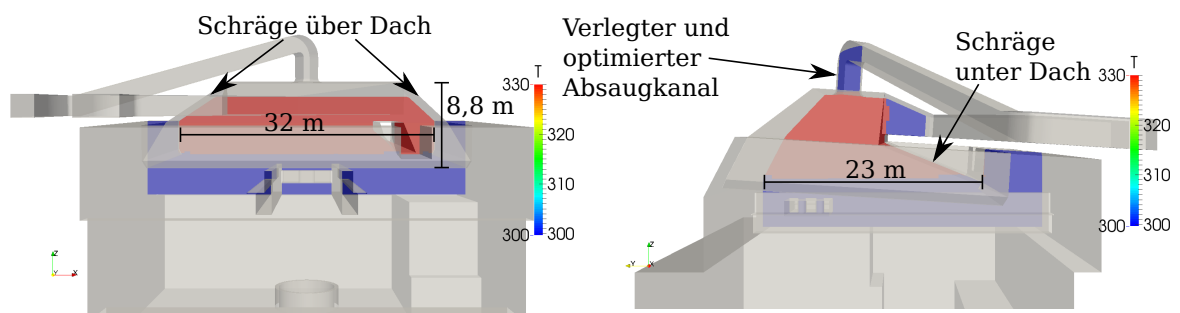 Schräge über Dach
330
T
320
310
300
300
8,8 m
32 m
Z
Y
X
Verlegter und
optimierter
Absaugkanal
Schräge
unter Dach
330
T
320
310
300
300
23 m
Z
Y
X